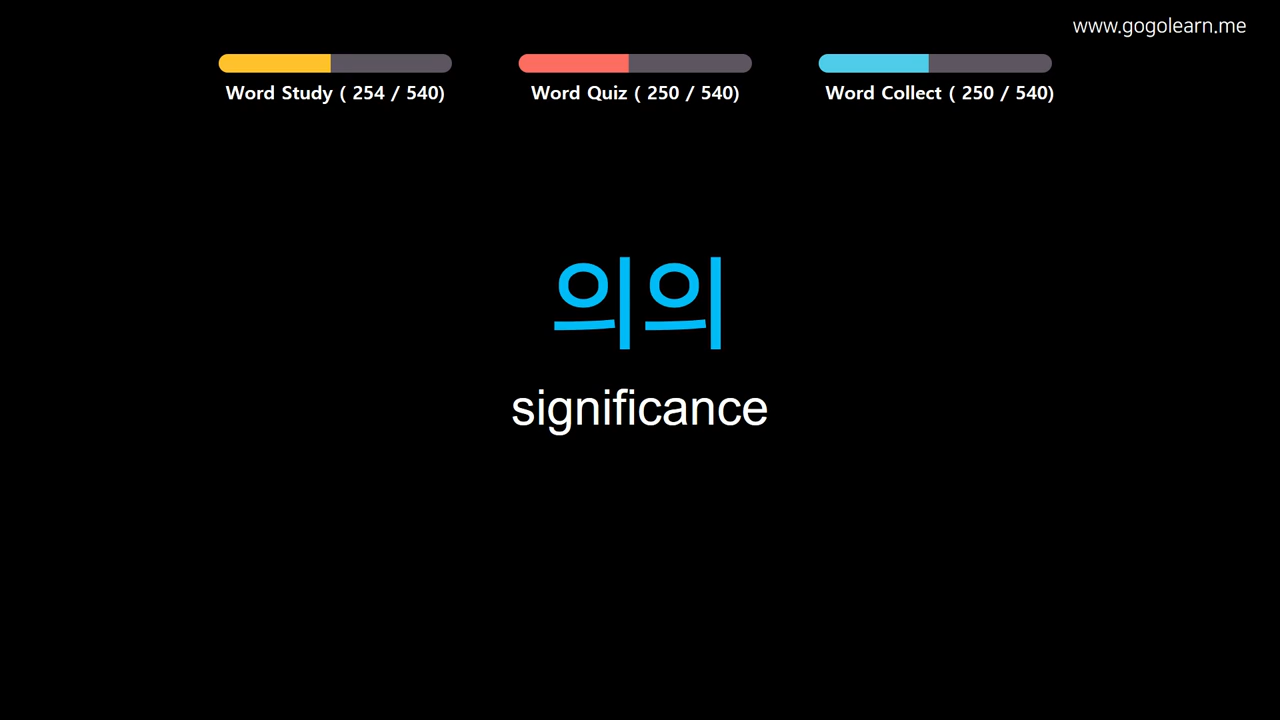 www.gogolearn.me
Word Study ( 254 / 540)
Word Quiz ( 250 / 540)
Word Collect ( 250 / 540)
의의
significance